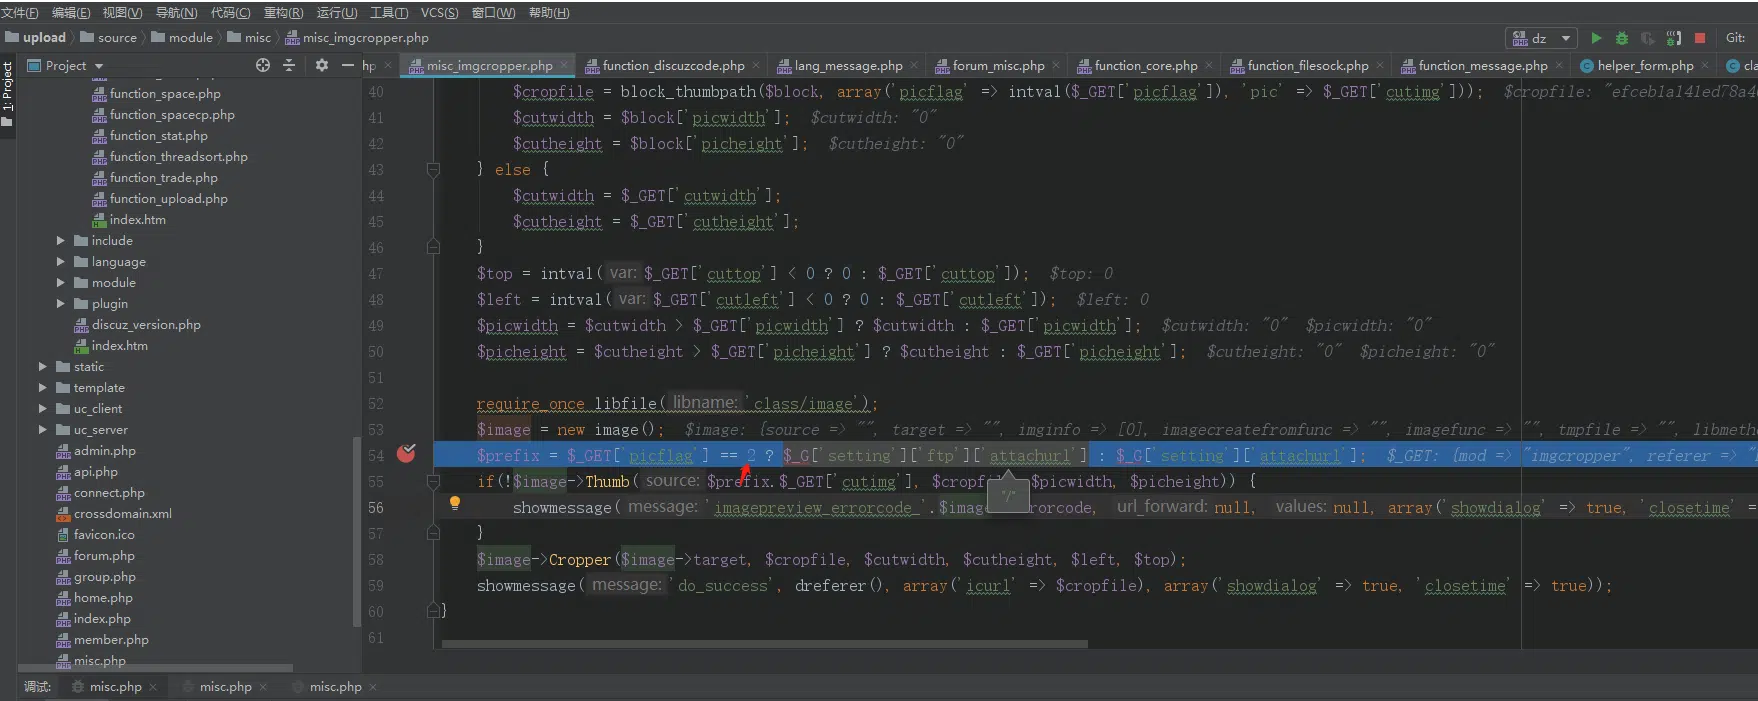 文件(F) 编辑(E) 视图(V) 导航(N) 代码(C) 重构(R) 运行(U) 工具(T) VCS(S) 窗口(W) 帮助(H)
upload source module misc misc_imgcropper.php dz Git:
1: Project
Project
hp × misc_imgcropper.php × function_discuzcode.php × lang_message.php × forum_misc.php × function_core.php × function_filesock.php × function_message.php × helper_form.php × cla
function_space.php
function_spacecp.php
function_stat.php
function_threadsort.php
function_trade.php
function_upload.php
index.htm
include
language
module
plugin
discuz_version.php
index.htm
static
template
uc_client
uc_server
admin.php
api.php
connect.php
crossdomain.xml
favicon.ico
forum.php
group.php
home.php
index.php
member.php
misc.php
40 $cropfile = block_thumbpath($block, array('picflag' => intval($_GET['picflag']), 'pic' => $_GET['cutimg'])); $cropfile: "efceb1a141ed78a4
41 $cutwidth = $block['picwidth']; $cutwidth: "0"
42 $cutheight = $block['picheight']; $cutheight: "0"
43 } else {
44 $cutwidth = $_GET['cutwidth'];
45 $cutheight = $_GET['cutheight'];
46 }
47 $top = intval( var: $_GET['cuttop'] < 0 ? 0 : $_GET['cuttop']); $top: 0
48 $left = intval( var: $_GET['cutleft'] < 0 ? 0 : $_GET['cutleft']); $left: 0
49 $picwidth = $cutwidth > $_GET['picwidth'] ? $cutwidth : $_GET['picwidth']; $cutwidth: "0" $picwidth: "0"
50 $picheight = $cutheight > $_GET['picheight'] ? $cutheight : $_GET['picheight']; $cutheight: "0" $picheight: "0"
51
52 require_once libfile( libname: 'class/image');
53 $image = new image(); $image: {source => "", target => "", imginfo => [0], imagecreatefromfunc => "", imagefunc => "", tmpfile => "", libmetho
54 $prefix = $_GET['picflag'] == 2 ? $_G['setting']['ftp']['attachurl'] : $_G['setting']['attachurl']; $_GET: {mod => "imgcropper", referer => "
55 if(!$image->Thumb( source: $prefix.$_GET['cutimg'], $cropfil $picwidth, $picheight)) {
"/"
56 showmessage( message: 'imagepreview_errorcode_'.$imag rorcode, url_forward: null, values: null, array('showdialog' => true, 'closetime' =
57 }
58 $image->Cropper($image->target, $cropfile, $cutwidth, $cutheight, $left, $top);
59 showmessage( message: 'do_success', dreferer(), array('icurl' => $cropfile), array('showdialog' => true, 'closetime' => true));
60 }
61
调试: misc.php × misc.php × misc.php ×